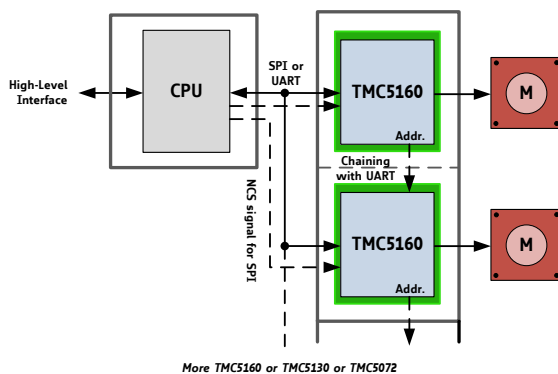 High-Level
Interface
CPU
SPI or
UART
TMC5160
Addr.
M
Chaining
with UART
NCS signal for SPI
TMC5160
Addr.
M
More TMC5160 or TMC5130 or TMC5072